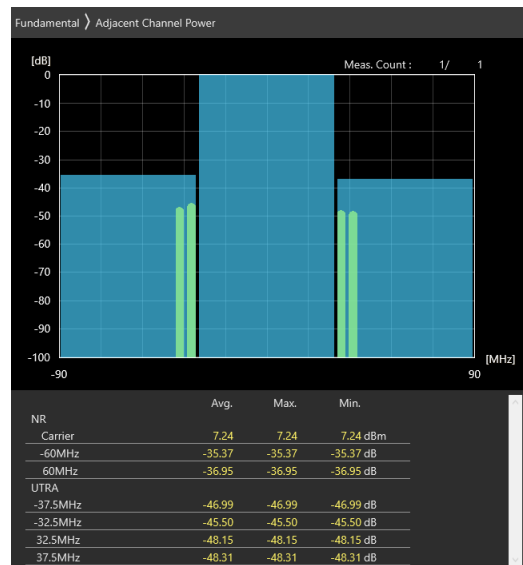 Fundamental ❯ Adjacent Channel Power
[dB] Meas. Count : 1/ 1
0
-10
-20
-30
-40
-50
-60
-70
-80
-90
-100 [MHz]
-90 90
Avg. Max. Min.
NR
Carrier 7.24 7.24 7.24 dBm
-60MHz -35.37 -35.37 -35.37 dB
60MHz -36.95 -36.95 -36.95 dB
UTRA
-37.5MHz -46.99 -46.99 -46.99 dB
-32.5MHz -45.50 -45.50 -45.50 dB
32.5MHz -48.15 -48.15 -48.15 dB
37.5MHz -48.31 -48.31 -48.31 dB